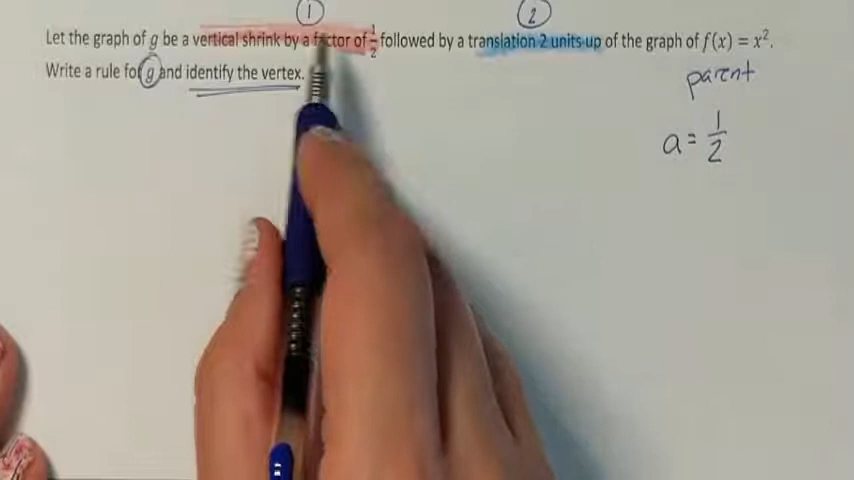 ① ②
Let the graph of g be a vertical shrink by a factor of 1/2 followed by a translation 2 units up of the graph of f(x) = x².
Write a rule for g and identify the vertex.
parent
a = 1/2